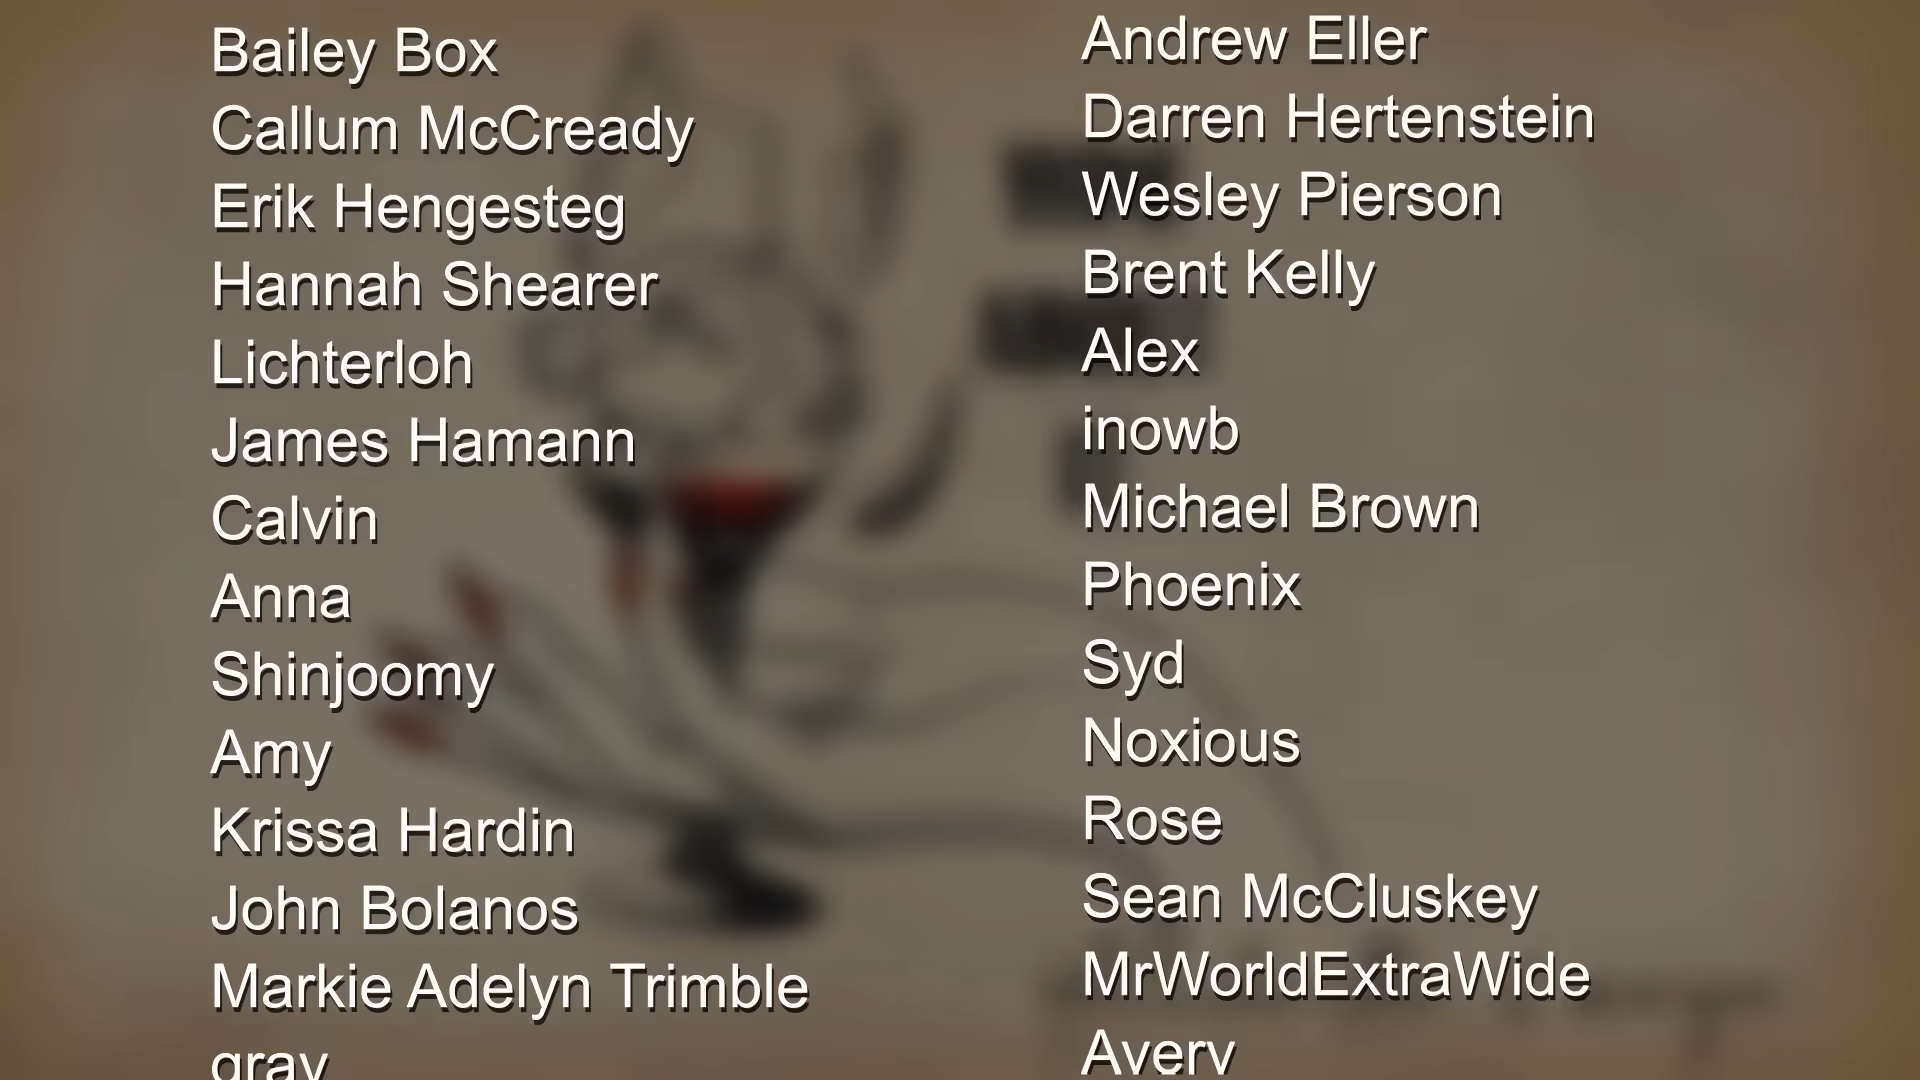 Bailey Box
Callum McCready
Erik Hengesteg
Hannah Shearer
Lichterloh
James Hamann
Calvin
Anna
Shinjoomy
Amy
Krissa Hardin
John Bolanos
Markie Adelyn Trimble
gray
Andrew Eller
Darren Hertenstein
Wesley Pierson
Brent Kelly
Alex
inowb
Michael Brown
Phoenix
Syd
Noxious
Rose
Sean McCluskey
MrWorldExtraWide
Avery